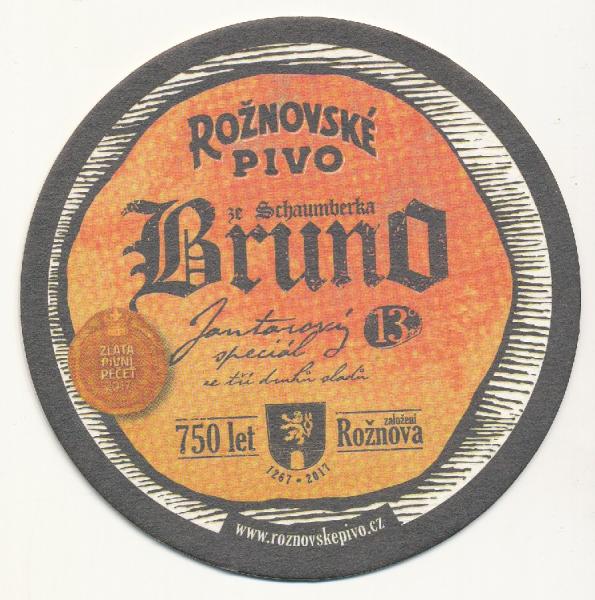 ROŽNOVSKÉ
PIVO
ze Schaumberka
Bruno
Jantarový
speciál
13°
ze tří druhů sladů
ZLATÁ
PIVNÍ
PEČEŤ
2017
750 let
založení
Rožnova
1267 • 2017
www.roznovskepivo.cz